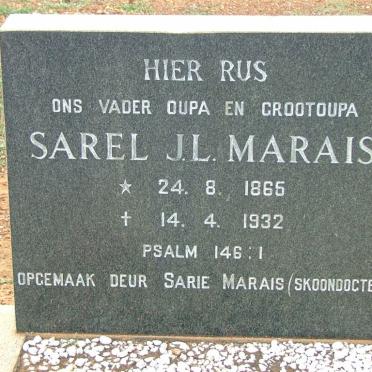 HIER RUS
ONS VADER OUPA EN GROOTOUPA
SAREL J.L. MARAIS
★ 24. 8. 1865
† 14. 4. 1932
PSALM 146:1
OPGEMAAK DEUR SARIE MARAIS (SKOONDOCTE